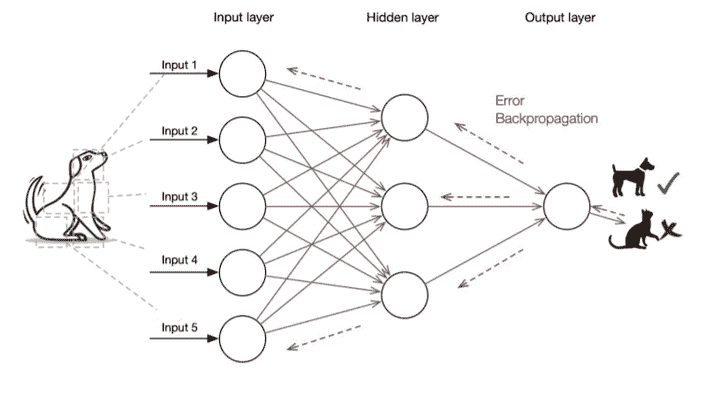 Input layer
Hidden layer
Output layer
Input 1
Error
Backpropagation
Input 2
Input 3
Input 4
Input 5